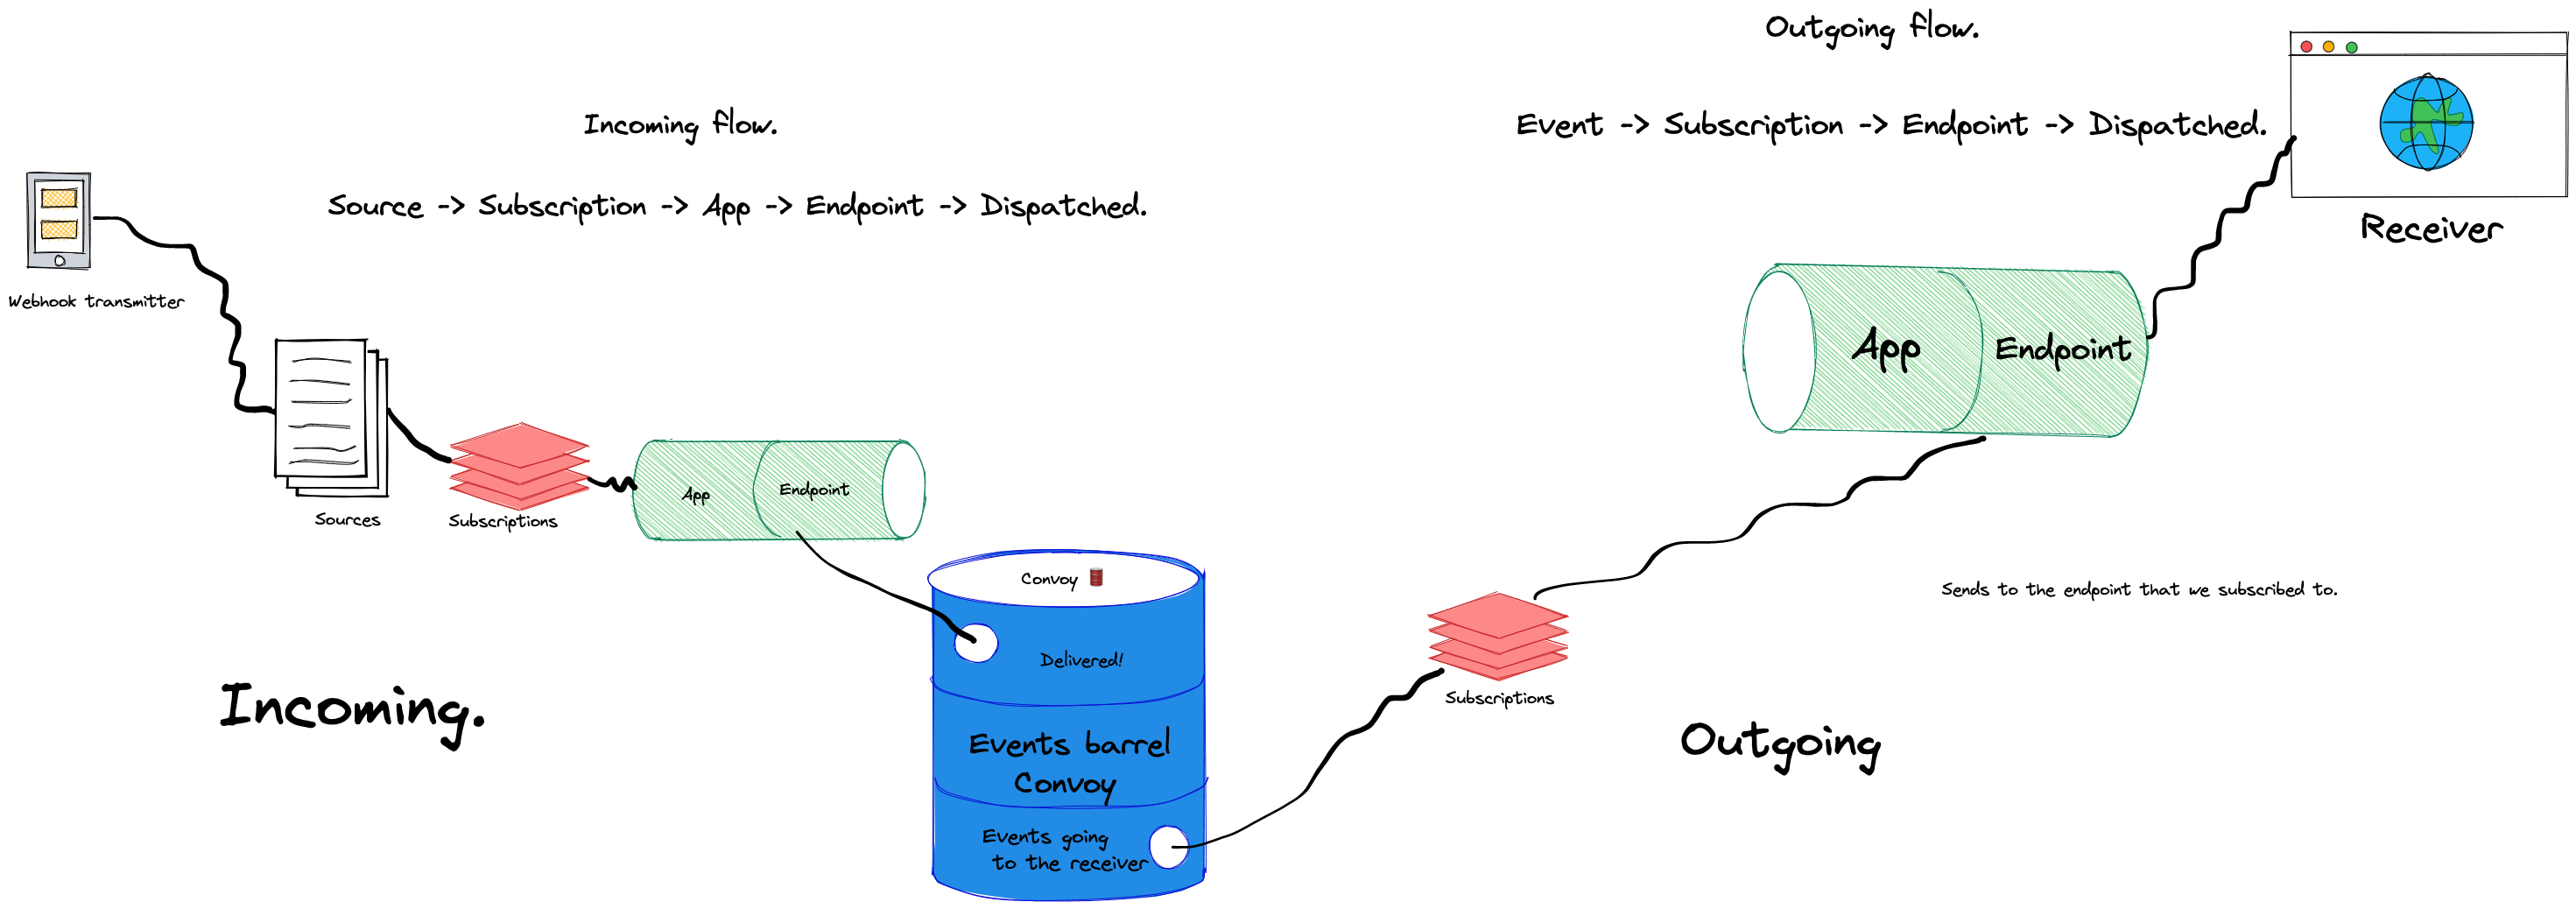 Outgoing flow.
Incoming flow.
Event -> Subscription -> Endpoint -> Dispatched.
Source -> Subscription -> App -> Endpoint -> Dispatched.
Receiver
Webhook transmitter
App
Endpoint
Sources
Subscriptions
App
Endpoint
Convoy
Delivered!
Sends to the endpoint that we subscribed to.
Subscriptions
Incoming.
Outgoing
Events barrel
Convoy
Events going
to the receiver